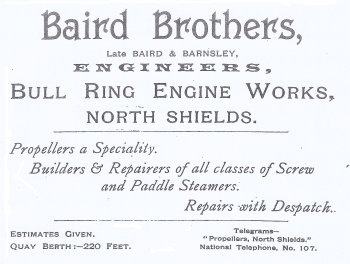 Baird Brothers,
Late BAIRD & BARNSLEY,
ENGINEERS,
BULL RING ENGINE WORKS,
NORTH SHIELDS.
Propellers a Speciality.
Builders & Repairers of all classes of Screw
and Paddle Steamers.
Repairs with Despatch.
ESTIMATES GIVEN.
QUAY BERTH:—220 FEET.
Telegrams—
"Propellers, North Shields."
National Telephone, No. 107.